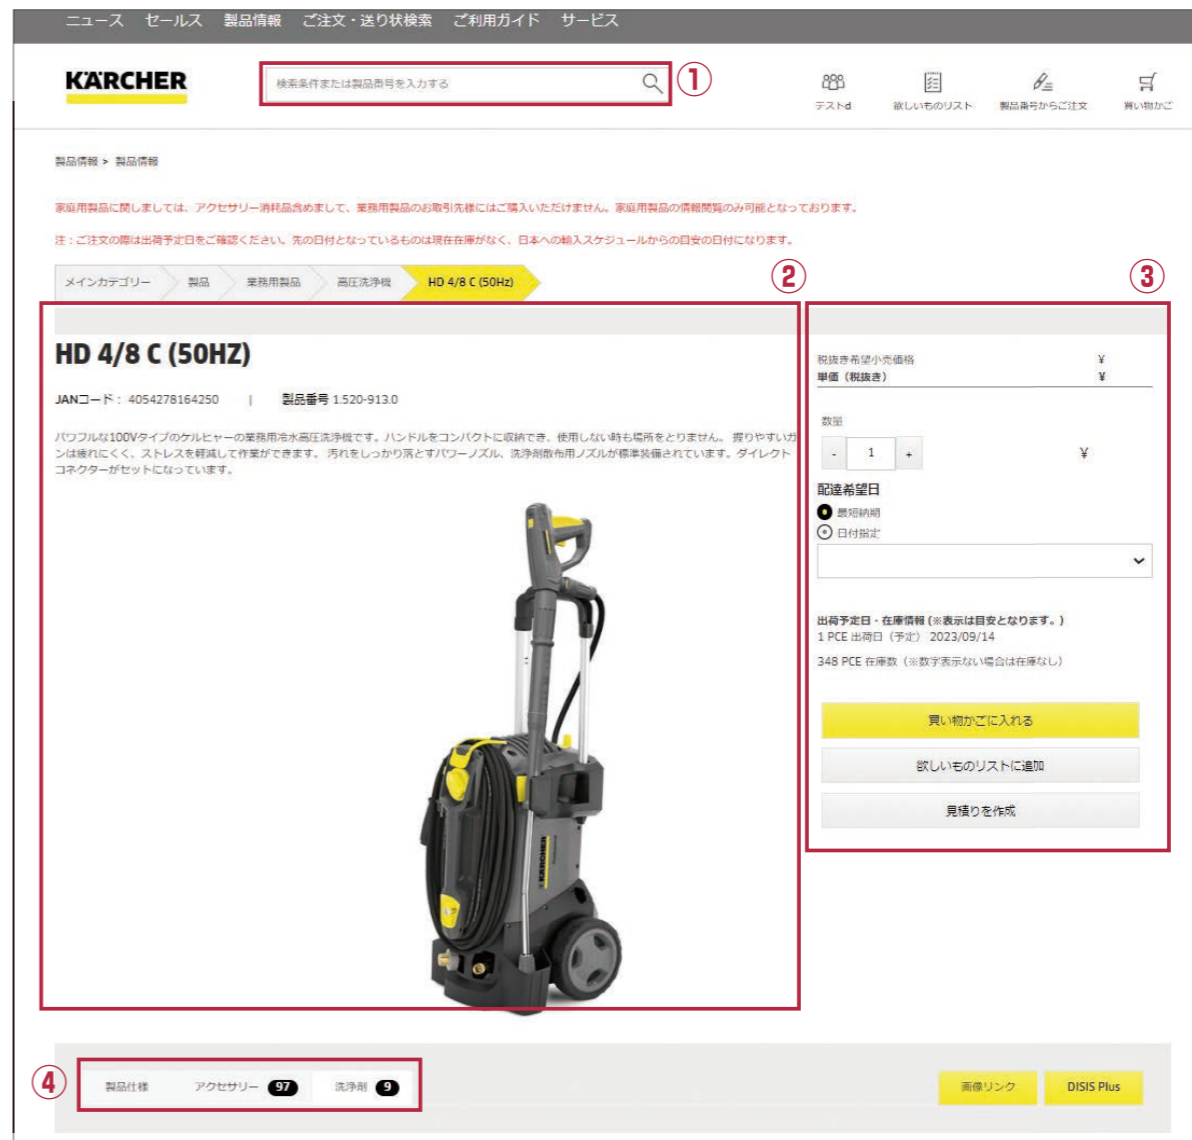 ニュース セールス 製品情報 ご注文・送り状検索 ご利用ガイド サービス
KÄRCHER
検索条件または製品番号を入力する
①
テストd 欲しいものリスト 製品番号からご注文 買い物かご
製品情報 > 製品情報
家庭用製品に関しましては、アクセサリー消耗品含めまして、業務用製品のお取引先様にはご購入いただけません。家庭用製品の情報閲覧のみ可能となっております。
注：ご注文の際は出荷予定日をご確認ください。先の日付となっているものは現在在庫がなく、日本への輸入スケジュールからの目安の日付になります。
メインカテゴリー 製品 業務用製品 高圧洗浄機 HD 4/8 C (50Hz)
②
③
HD 4/8 C (50HZ)
JANコード： 4054278164250 | 製品番号 1.520-913.0
パワフルな100Vタイプのケルヒャーの業務用冷水高圧洗浄機です。ハンドルをコンパクトに収納でき、使用しない時も場所をとりません。 握りやすいガ
ンは疲れにくく、ストレスを軽減して作業ができます。 汚れをしっかり落とすパワーノズル、洗浄剤散布用ノズルが標準装備されています。ダイレクト
コネクターがセットになっています。
KÄRCHER
税抜き希望小売価格 ¥
単価（税抜き） ¥
数量
- 1 + ¥
配達希望日
最短納期
日付指定
出荷予定日・在庫情報 (※表示は目安となります。)
1 PCE 出荷日（予定） 2023/09/14
348 PCE 在庫数（※数字表示ない場合は在庫なし）
買い物かごに入れる
欲しいものリストに追加
見積りを作成
④
製品仕様 アクセサリー 97 洗浄剤 9
画像リンク DISIS Plus